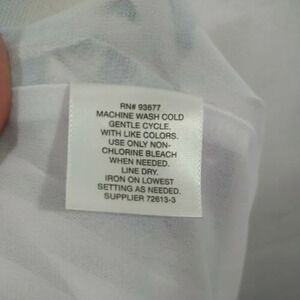 RN# 93677
MACHINE WASH COLD
GENTLE CYCLE.
WITH LIKE COLORS.
USE ONLY NON-
CHLORINE BLEACH
WHEN NEEDED.
LINE DRY.
IRON ON LOWEST
SETTING AS NEEDED.
SUPPLIER 72613-3